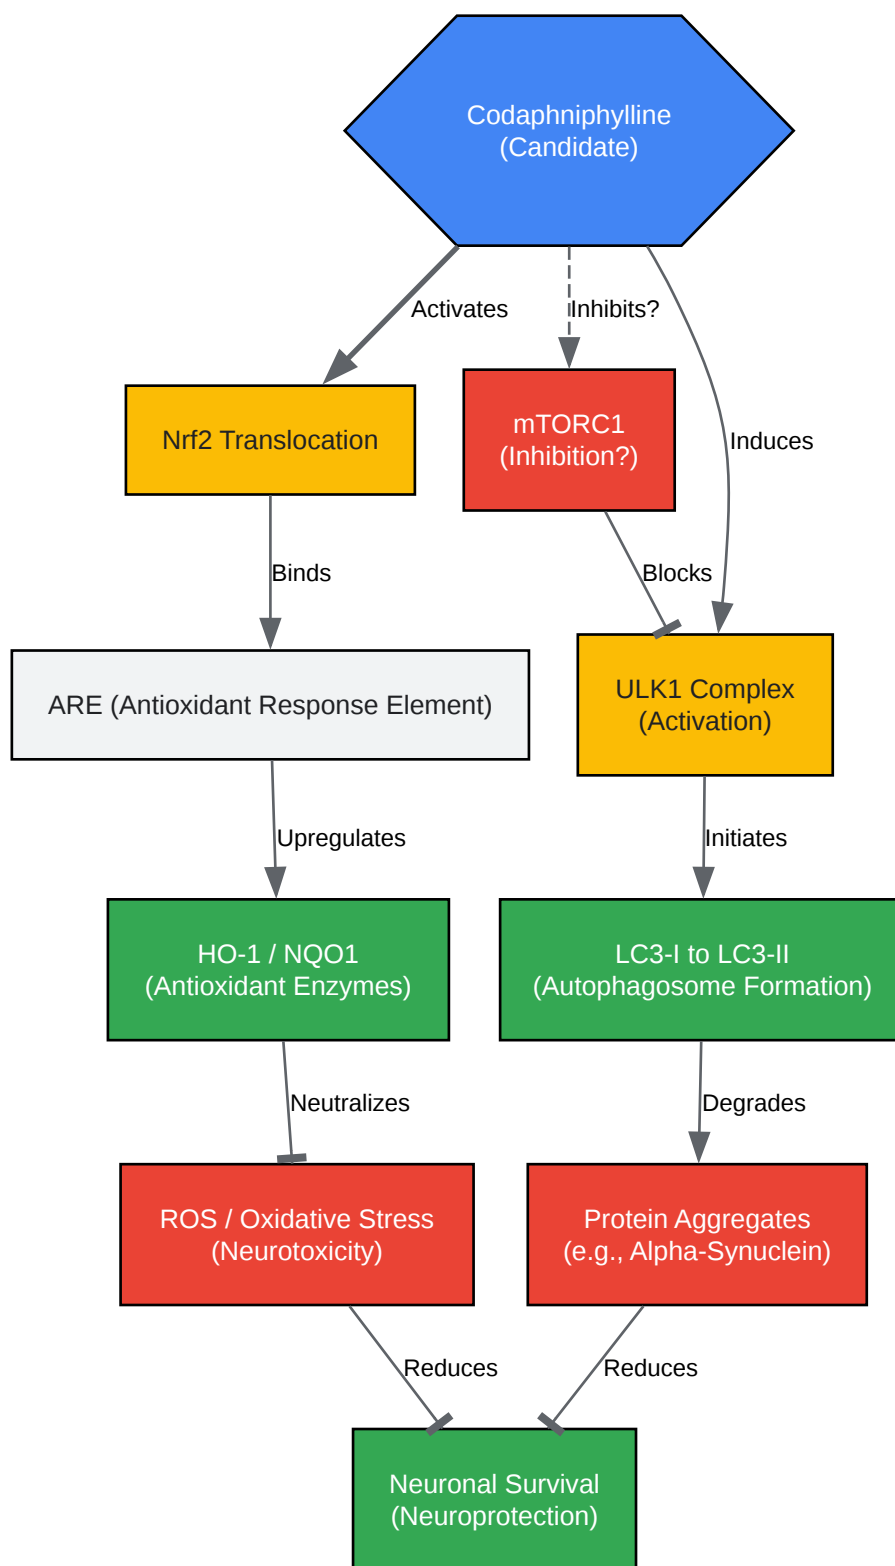 Codaphniphylline
(Candidate)
Activates
Inhibits?
Nrf2 Translocation
mTORC1
(Inhibition?)
Induces
Binds
Blocks
ARE (Antioxidant Response Element)
ULK1 Complex
(Activation)
Upregulates
Initiates
HO-1 / NQO1
(Antioxidant Enzymes)
LC3-I to LC3-II
(Autophagosome Formation)
Neutralizes
Degrades
ROS / Oxidative Stress
(Neurotoxicity)
Protein Aggregates
(e.g., Alpha-Synuclein)
Reduces
Reduces
Neuronal Survival
(Neuroprotection)